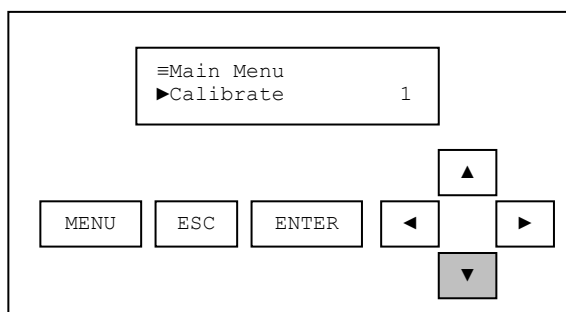 ≡Main Menu
►Calibrate 1
▲
MENU ESC ENTER ◄ ►
▼